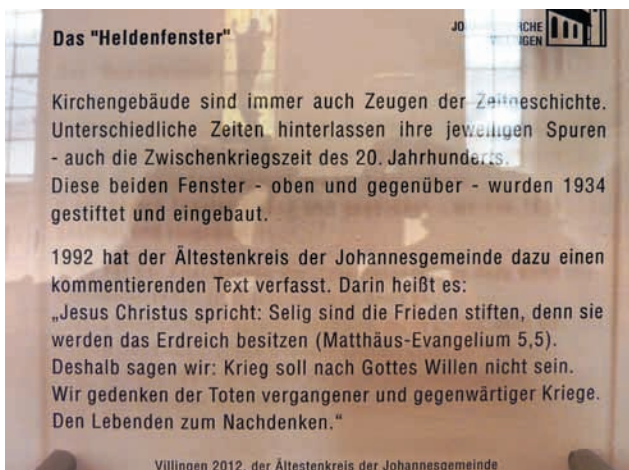 Das "Heldenfenster"
Kirchengebäude sind immer auch Zeugen der Zeitgeschichte.
Unterschiedliche Zeiten hinterlassen ihre jeweiligen Spuren
- auch die Zwischenkriegszeit des 20. Jahrhunderts.
Diese beiden Fenster - oben und gegenüber - wurden 1934
gestiftet und eingebaut.
1992 hat der Ältestenkreis der Johannesgemeinde dazu einen
kommentierenden Text verfasst. Darin heißt es:
„Jesus Christus spricht: Selig sind die Frieden stiften, denn sie
werden das Erdreich besitzen (Matthäus-Evangelium 5,5).
Deshalb sagen wir: Krieg soll nach Gottes Willen nicht sein.
Wir gedenken der Toten vergangener und gegenwärtiger Kriege.
Den Lebenden zum Nachdenken.“
Villingen 2012, der Ältestenkreis der Johannesgemeinde